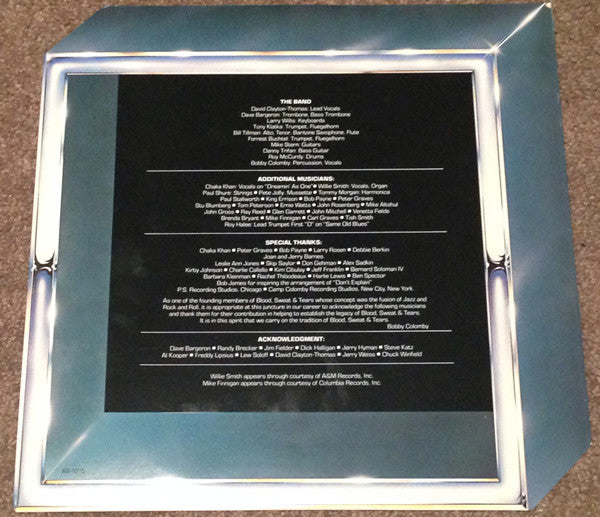 THE BAND
David Clayton-Thomas: Lead Vocals
Dave Bargeron: Trombone, Bass Trombone
Larry Willis: Keyboards
Tony Klatka: Trumpet, Fluegelhorn
Bill Tillman: Alto, Tenor, Baritone Saxophone, Flute
Forrest Buchtel: Trumpet, Fluegelhorn
Mike Stern: Guitars
Danny Trifan: Bass Guitar
Roy McCurdy: Drums
Bobby Colomby: Percussion, Vocals
ADDITIONAL MUSICIANS:
Chaka Khan: Vocals on "Dreamin' As One" ■ Willie Smith: Vocals, Organ
Paul Shure: Strings ■ Pete Jolly: Mussette ■ Tommy Morgan: Harmonica
Paul Stallworth ■ King Errison ■ Bob Payne ■ Peter Graves
Stu Blumberg ■ Tom Peterson ■ Ernie Watts ■ John Rosenberg ■ Mike Altshul
John Gross ■ Ray Reed ■ Glen Garrett ■ John Mitchell ■ Venetta Fields
Brenda Bryant ■ Mike Finnigan ■ Carl Graves ■ Tish Smith
Roy Halee: Lead Trumpet First "D" on "Same Old Blues"
SPECIAL THANKS:
Chaka Khan ■ Peter Graves ■ Bob Payne ■ Larry Rosen ■ Debbie Berkin
Joan and Jerry Barnes
Leslie Ann Jones ■ Skip Saylor ■ Don Gehman ■ Alex Sadkin
Kirby Johnson ■ Charlie Calello ■ Kim Cibulay ■ Jeff Franklin ■ Bernard Soloman IV
Barbara Kleinman ■ Rachel Thibodeaux ■ Harlie Lewis ■ Ben Spector
Bob James for inspiring the arrangement of "Don't Explain"
P.S. Recording Studios, Chicago ■ Camp Colomby Recording Studios, New City, New York.
As one of the founding members of Blood, Sweat & Tears whose concept was the fusion of Jazz and
Rock and Roll, it is appropriate at this juncture in our career to acknowledge the following musicians
and thank them for their contribution in helping to establish the legacy of Blood, Sweat & Tears.
It is in this spirit that we carry on the tradition of Blood, Sweat & Tears.
Bobby Colomby
ACKNOWLEDGMENT:
Dave Bargeron ■ Randy Brecker ■ Jim Fielder ■ Dick Halligan ■ Jerry Hyman ■ Steve Katz
Al Kooper ■ Freddy Lipsius ■ Lew Soloff ■ David Clayton-Thomas ■ Jerry Weiss ■ Chuck Winfield
Willie Smith appears through courtesy of A&M Records, Inc.
Mike Finnigan appears through courtesy of Columbia Records, Inc.